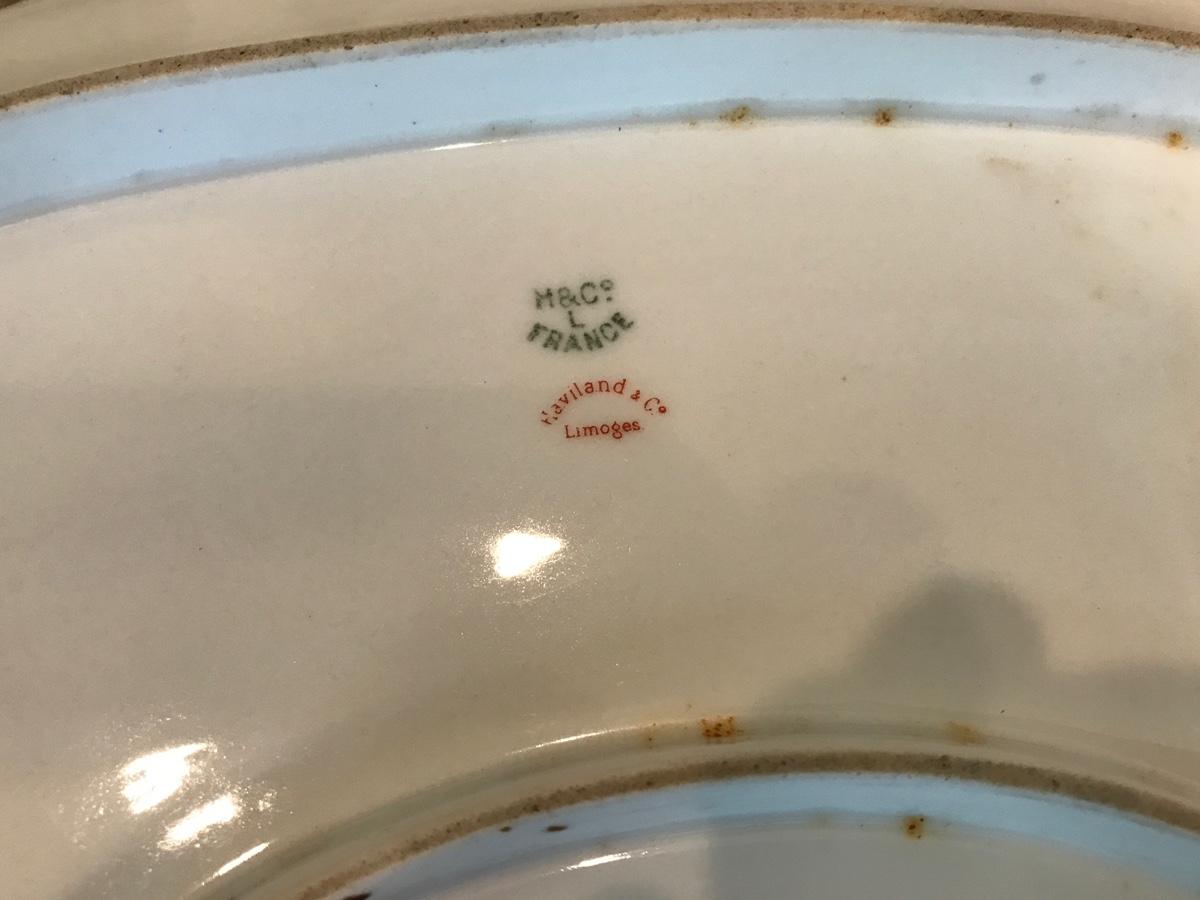 H&Cº
L
FRANCE
Haviland & Cº
Limoges.